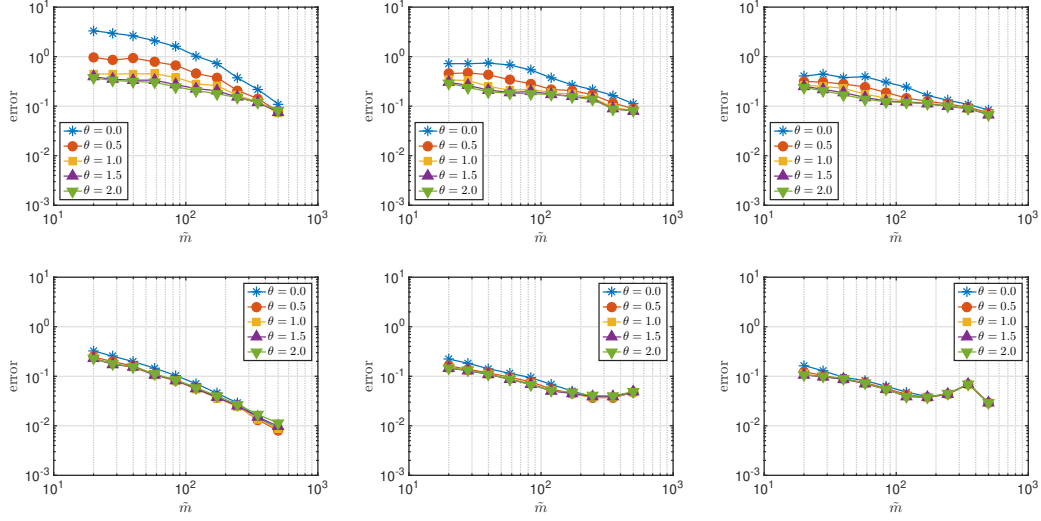 10^1
10^0
10^-1
10^-2
10^-3
error
θ = 0.0
θ = 0.5
θ = 1.0
θ = 1.5
θ = 2.0
10^1 10^2 10^3
m̃
10^1
10^0
10^-1
10^-2
10^-3
error
θ = 0.0
θ = 0.5
θ = 1.0
θ = 1.5
θ = 2.0
10^1 10^2 10^3
m̃
10^1
10^0
10^-1
10^-2
10^-3
error
θ = 0.0
θ = 0.5
θ = 1.0
θ = 1.5
θ = 2.0
10^1 10^2 10^3
m̃
10^1
10^0
10^-1
10^-2
10^-3
error
θ = 0.0
θ = 0.5
θ = 1.0
θ = 1.5
θ = 2.0
10^1 10^2 10^3
m̃
10^1
10^0
10^-1
10^-2
10^-3
error
θ = 0.0
θ = 0.5
θ = 1.0
θ = 1.5
θ = 2.0
10^1 10^2 10^3
m̃
10^1
10^0
10^-1
10^-2
10^-3
error
θ = 0.0
θ = 0.5
θ = 1.0
θ = 1.5
θ = 2.0
10^1 10^2 10^3
m̃